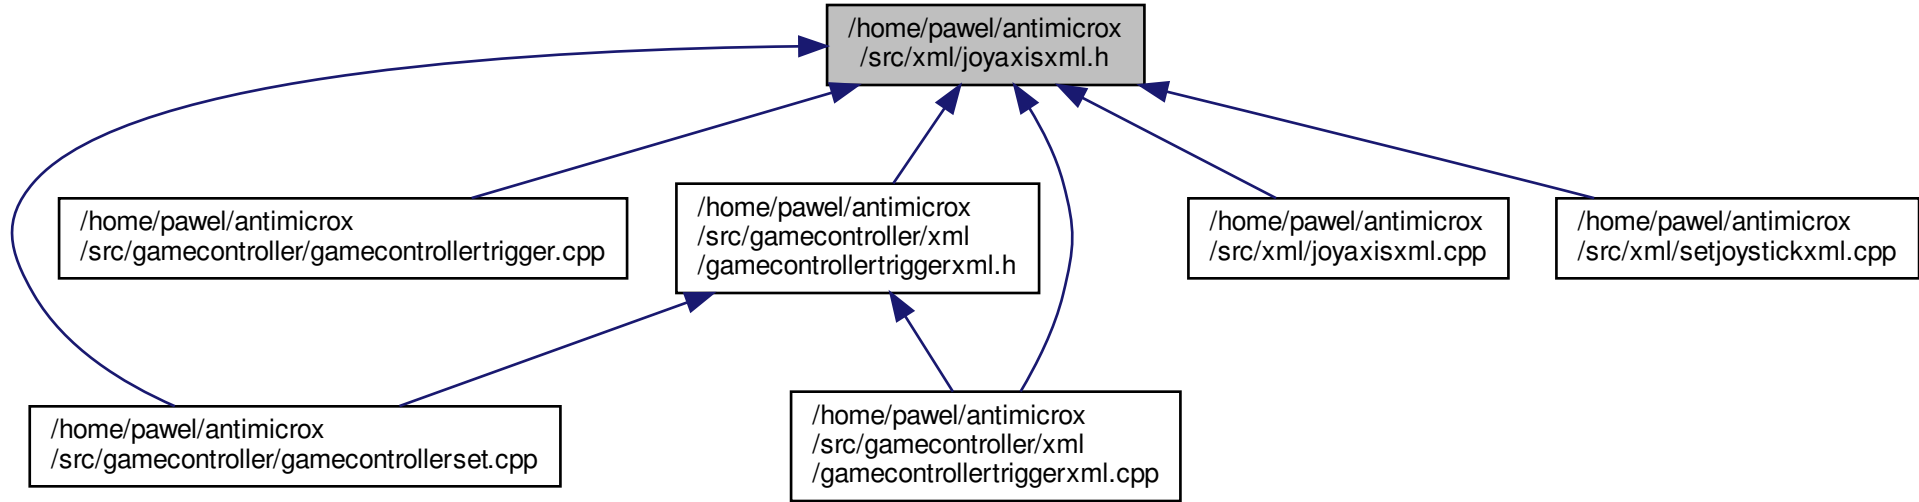 /home/pawel/antimicrox
/src/xml/joyaxisxml.h
/home/pawel/antimicrox
/src/gamecontroller/gamecontrollertrigger.cpp
/home/pawel/antimicrox
/src/gamecontroller/xml
/gamecontrollertriggerxml.h
/home/pawel/antimicrox
/src/xml/joyaxisxml.cpp
/home/pawel/antimicrox
/src/xml/setjoystickxml.cpp
/home/pawel/antimicrox
/src/gamecontroller/gamecontrollerset.cpp
/home/pawel/antimicrox
/src/gamecontroller/xml
/gamecontrollertriggerxml.cpp